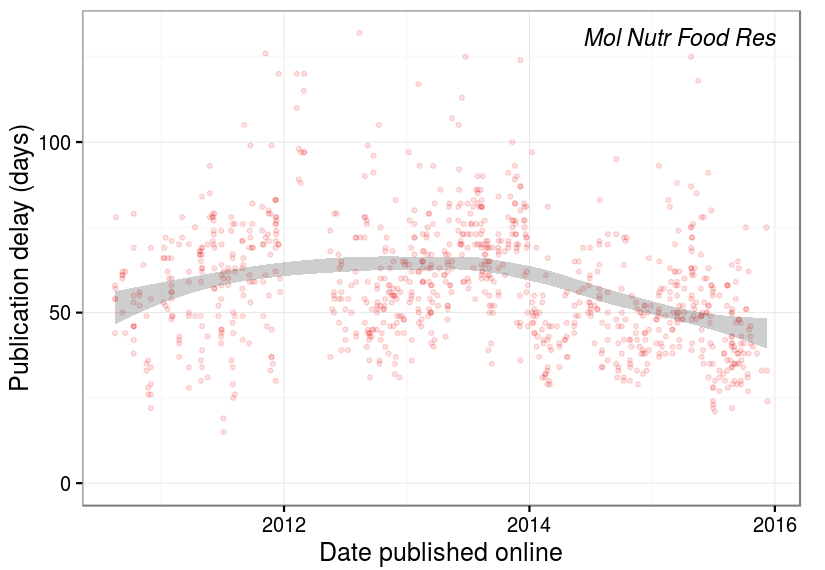 Mol Nutr Food Res
Publication delay (days)
100
50
0
2012 2014 2016
Date published online